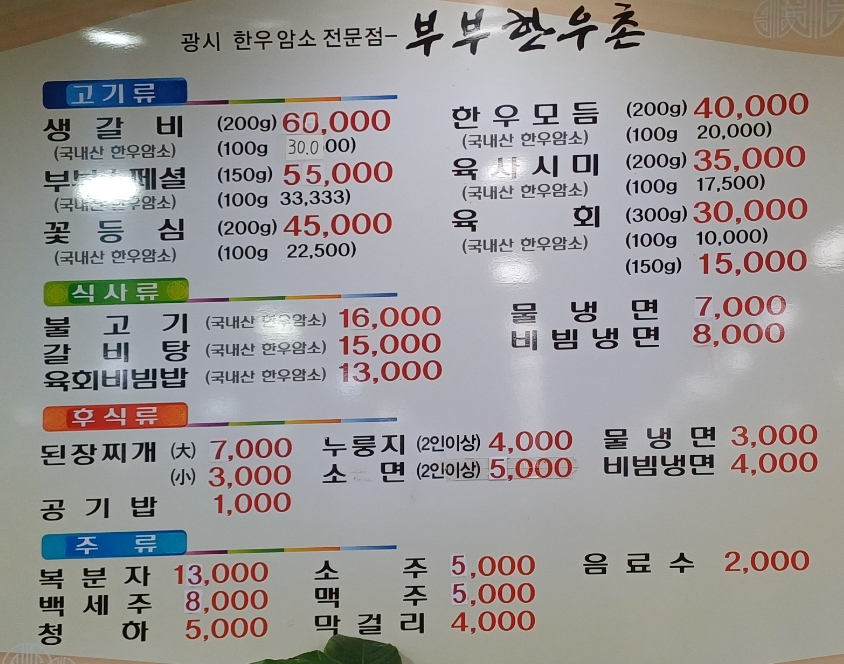 광시 한우암소 전문점- 부부한우촌
고기류
생갈비 (200g) 60,000
(국내산 한우암소) (100g 30.000)
(150g) 55,000
(100g 33,333)
꽃등심 (200g) 45,000
(국내산 한우암소) (100g 22,500)
한우모듬 (200g) 40,000
(국내산 한우암소) (100g 20,000)
육사시미 (200g) 35,000
(국내산 한우암소) (100g 17,500)
육회 (300g) 30,000
(국내산 한우암소) (100g 10,000)
(150g) 15,000
식사류
불고기 (국내산 한우암소) 16,000
갈비탕 (국내산 한우암소) 15,000
육회비빔밥 (국내산 한우암소) 13,000
물냉면 7,000
비빔냉면 8,000
후식류
된장찌개 (大) 7,000
(小) 3,000
공기밥 1,000
누룽지 (2인이상) 4,000
소면 (2인이상) 5,000
물냉면 3,000
비빔냉면 4,000
주류
복분자 13,000
백세주 8,000
청하 5,000
소주 5,000
맥주 5,000
막걸리 4,000
음료수 2,000